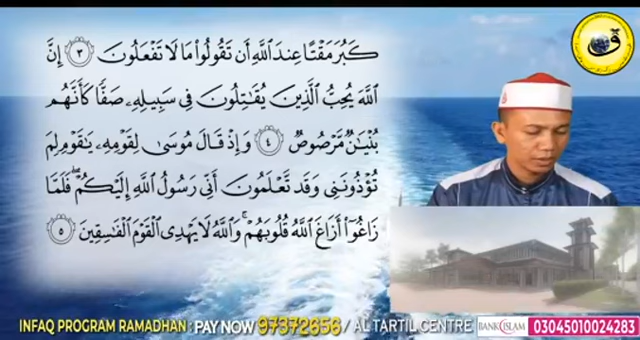 كَبُرَ مَقْتًا عِندَ ٱللَّهِ أَن تَقُولُوا۟ مَا لَا تَفْعَلُونَ ٣ إِنَّ
ٱللَّهَ يُحِبُّ ٱلَّذِينَ يُقَـٰتِلُونَ فِى سَبِيلِهِۦ صَفًّا كَأَنَّهُم
بُنْيَـٰنٌ مَّرْصُوصٌ ٤ وَإِذْ قَالَ مُوسَىٰ لِقَوْمِهِۦ يَـٰقَوْمِ لِمَ
تُؤْذُونَنِى وَقَد تَّعْلَمُونَ أَنِّى رَسُولُ ٱللَّهِ إِلَيْكُمْ ۖ فَلَمَّا
زَاغُوٓا۟ أَزَاغَ ٱللَّهُ قُلُوبَهُمْ ۚ وَٱللَّهُ لَا يَهْدِى ٱلْقَوْمَ ٱلْفَـٰسِقِينَ ٥
INFAQ PROGRAM RAMADHAN : PAY NOW 97372656 / AL TARTIL CENTRE BANK ISLAM 03045010024283